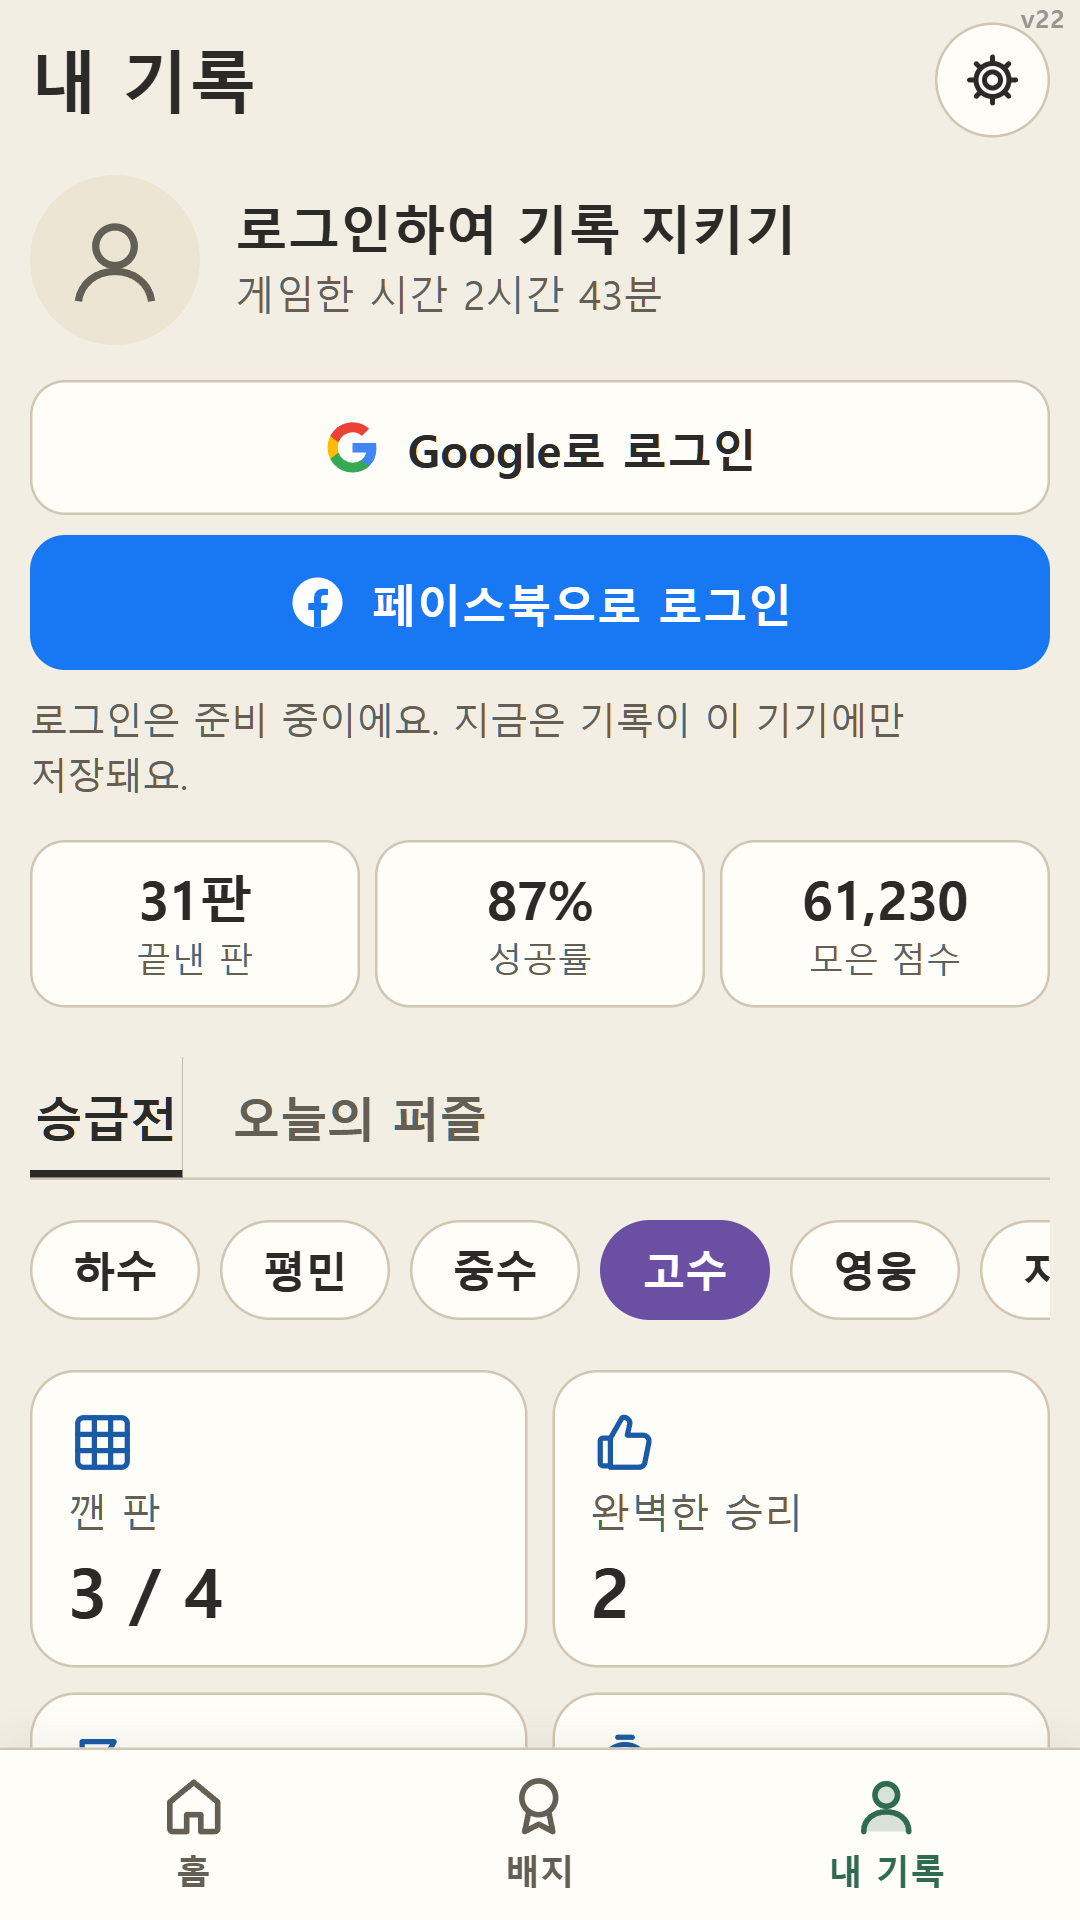 v22
내 기록
로그인하여 기록 지키기
게임한 시간 2시간 43분
Google로 로그인
페이스북으로 로그인
로그인은 준비 중이에요. 지금은 기록이 이 기기에만
저장돼요.
31판
끝낸 판
87%
성공률
61,230
모은 점수
승급전 오늘의 퍼즐
하수 평민 중수 고수 영웅
깬 판
3 / 4
완벽한 승리
2
홈 배지 내 기록